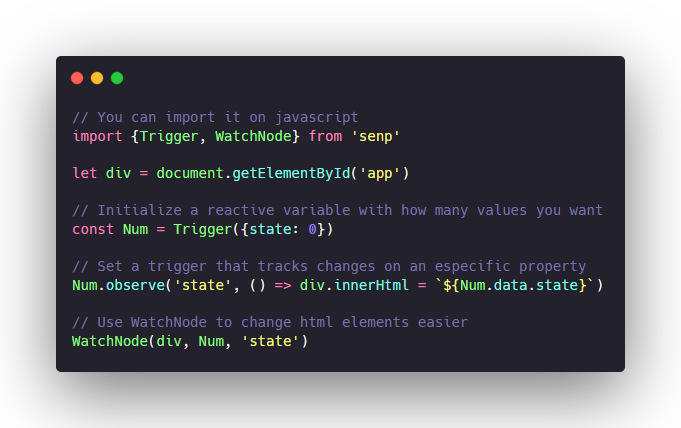 // You can import it on javascript
import {Trigger, WatchNode} from 'senp'
let div = document.getElementById('app')
// Initialize a reactive variable with how many values you want
const Num = Trigger({state: 0})
// Set a trigger that tracks changes on an especific property
Num.observe('state', () => div.innerHtml = `${Num.data.state}`)
// Use WatchNode to change html elements easier
WatchNode(div, Num, 'state')